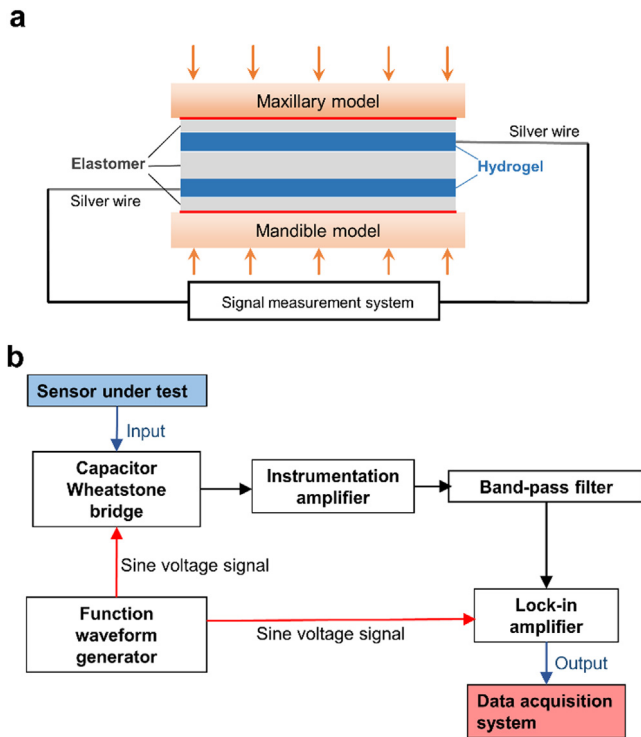 a
Maxillary model
Silver wire
Elastomer
Hydrogel
Silver wire
Mandible model
Signal measurement system
b
Sensor under test
Input
Capacitor
Wheatstone
bridge
Instrumentation
amplifier
Band-pass filter
Sine voltage signal
Function
waveform
generator
Sine voltage signal
Lock-in
amplifier
Output
Data acquisition
system